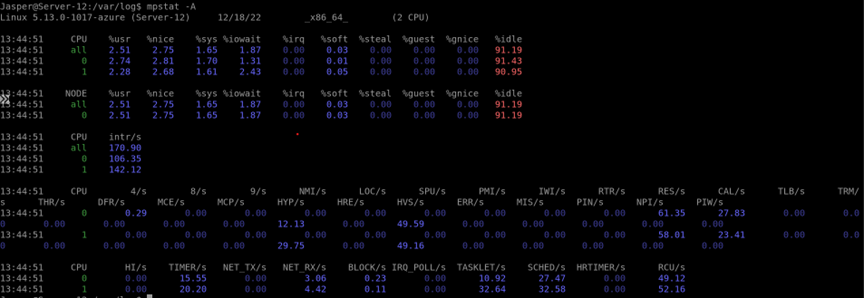 Jasper@Server-12:/var/log$ mpstat -A
Linux 5.13.0-1017-azure (Server-12)     12/18/22     _x86_64_     (2 CPU)
13:44:51     CPU     %usr     %nice     %sys  %iowait     %irq     %soft     %steal     %guest     %gnice     %idle
13:44:51     all     2.51     2.75     1.65     1.87     0.00     0.03     0.00     0.00     0.00     91.19
13:44:51     0     2.74     2.81     1.70     1.31     0.00     0.01     0.00     0.00     0.00     91.43
13:44:51     1     2.28     2.68     1.61     2.43     0.00     0.05     0.00     0.00     0.00     90.95
13:44:51     NODE     %usr     %nice     %sys  %iowait     %irq     %soft     %steal     %guest     %gnice     %idle
13:44:51     all     2.51     2.75     1.65     1.87     0.00     0.03     0.00     0.00     0.00     91.19
13:44:51     0     2.51     2.75     1.65     1.87     0.00     0.03     0.00     0.00     0.00     91.19
13:44:51     CPU     intr/s
13:44:51     all     170.90
13:44:51     0     106.35
13:44:51     1     142.12
13:44:51     CPU     4/s     8/s     9/s     NMI/s     LOC/s     SPU/s     PMI/s     IWI/s     RTR/s     RES/s     CAL/s     TLB/s     TRM/
s     THR/s     DFR/s     MCE/s     MCP/s     HYP/s     HRE/s     HVS/s     ERR/s     MIS/s     PIN/s     NPI/s     PIW/s
13:44:51     0     0.29     0.00     0.00     0.00     0.00     0.00     0.00     0.00     0.00     61.35     27.83     0.00     0.0
0     0.00     0.00     0.00     0.00     12.13     0.00     49.59     0.00     0.00     0.00     0.00     0.00
13:44:51     1     0.00     0.00     0.00     0.00     0.00     0.00     0.00     0.00     0.00     58.01     23.41     0.00     0.0
0     0.00     0.00     0.00     0.00     29.75     0.00     49.16     0.00     0.00     0.00     0.00     0.00
13:44:51     CPU     HI/s     TIMER/s     NET_TX/s     NET_RX/s     BLOCK/s  IRQ_POLL/s     TASKLET/s     SCHED/s     HRTIMER/s     RCU/s
13:44:51     0     0.00     15.55     0.00     3.06     0.23     0.00     10.92     27.47     0.00     49.12
13:44:51     1     0.00     20.20     0.00     4.42     0.11     0.00     32.64     32.58     0.00     52.16